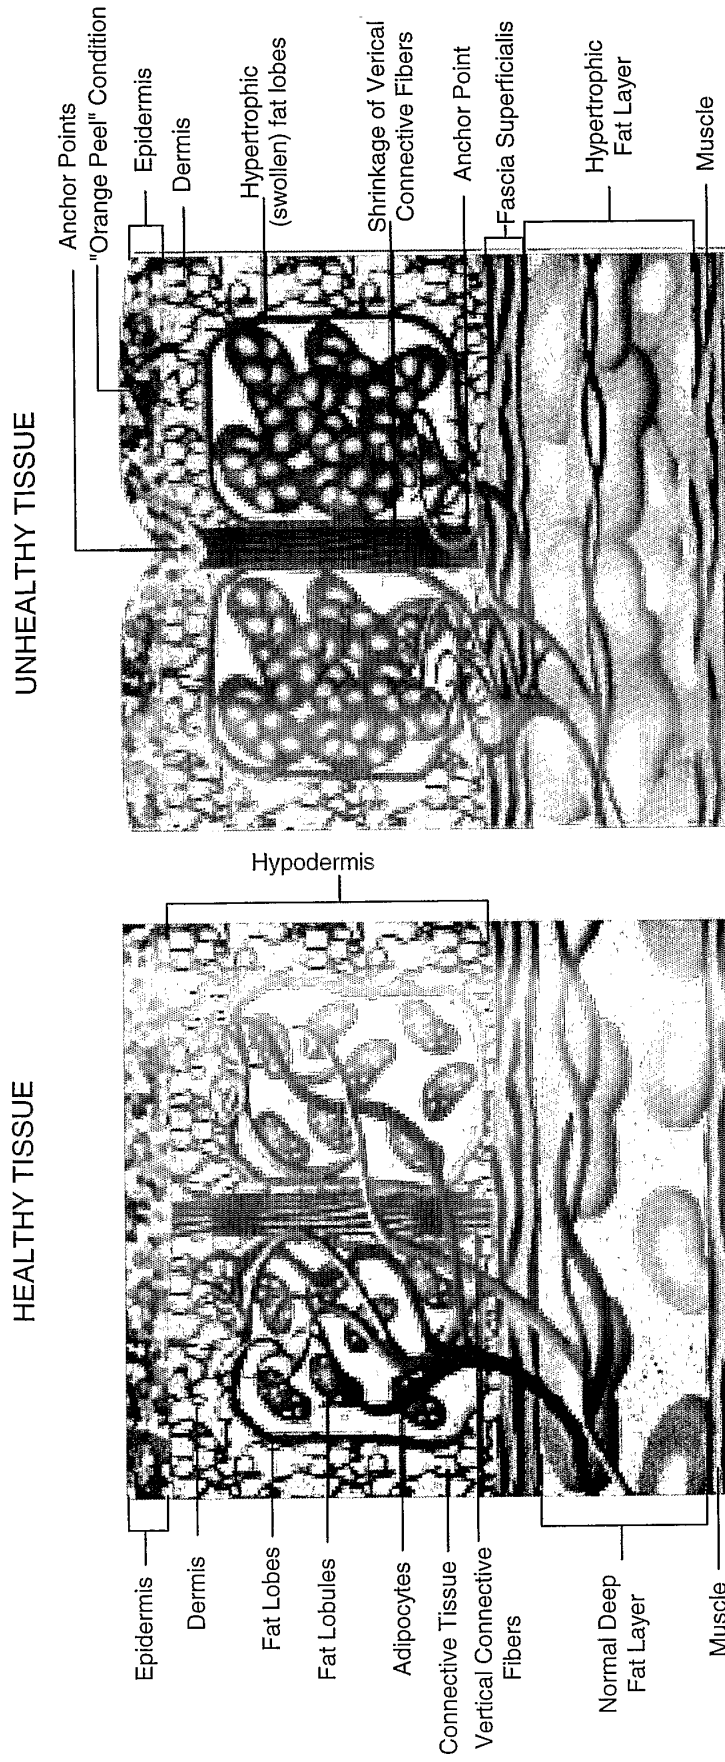 HEALTHY TISSUE
Epidermis
Dermis
Fat Lobes
Fat Lobules
Adipocytes
Connective Tissue
Vertical Connective
Fibers
Normal Deep
Fat Layer
Muscle
Hypodermis
UNHEALTHY TISSUE
Anchor Points
"Orange Peel" Condition
Epidermis
Dermis
Hypertrophic
(swollen) fat lobes
Shrinkage of Verical
Connective Fibers
Anchor Point
Fascia Superficialis
Hypertrophic
Fat Layer
Muscle